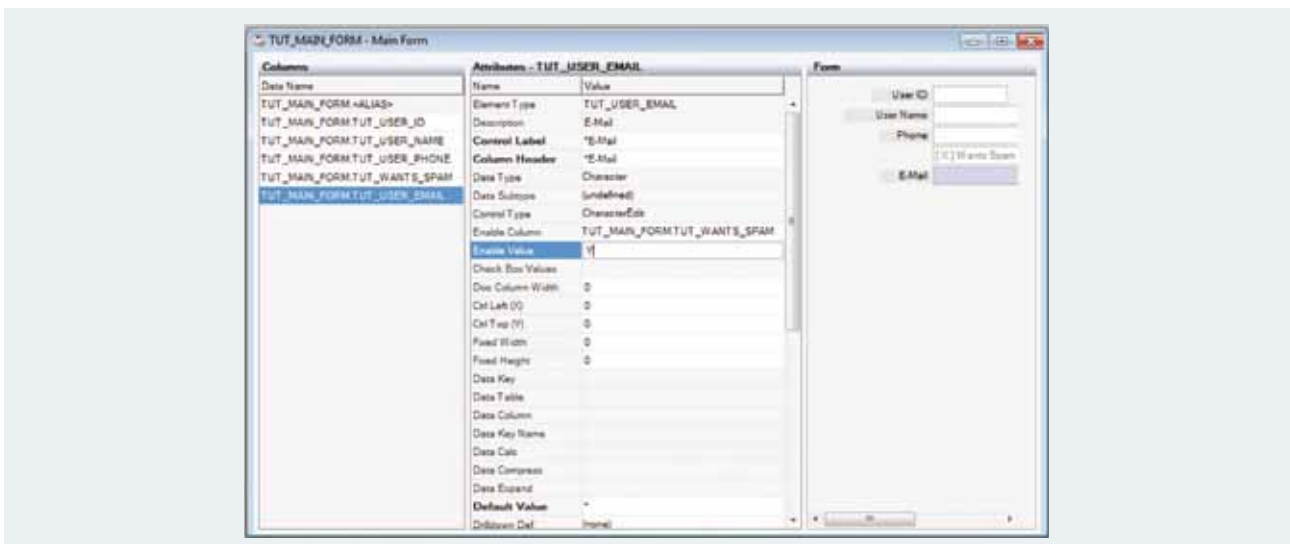 TUT_MAIN_FORM - Main Form
Columns
Data Name
TUT_MAIN_FORM.<ALIAS>
TUT_MAIN_FORM.TUT_USER_ID
TUT_MAIN_FORM.TUT_USER_NAME
TUT_MAIN_FORM.TUT_USER_PHONE
TUT_MAIN_FORM.TUT_WANTS_SPAM
TUT_MAIN_FORM.TUT_USER_EMAIL
Attributes - TUT_USER_EMAIL
Name Value
Element Type TUT_USER_EMAIL
Description E-Mail
Control Label *E-Mail
Column Header *E-Mail
Data Type Character
Data Subtype (undefined)
Control Type CharacterEdit
Enable Column TUT_MAIN_FORM.TUT_WANTS_SPAM
Enable Value Y
Check Box Values
Doc Column Width 0
Ctrl Left (X) 0
Ctrl Top (Y) 0
Fixed Width 0
Fixed Height 0
Data Key
Data Table
Data Column
Data Key Name
Data Calc
Data Compress
Data Expand
Default Value *
Drilldown Def (none)
Form
User ID
User Name
Phone
[X] Wants Spam
E-Mail